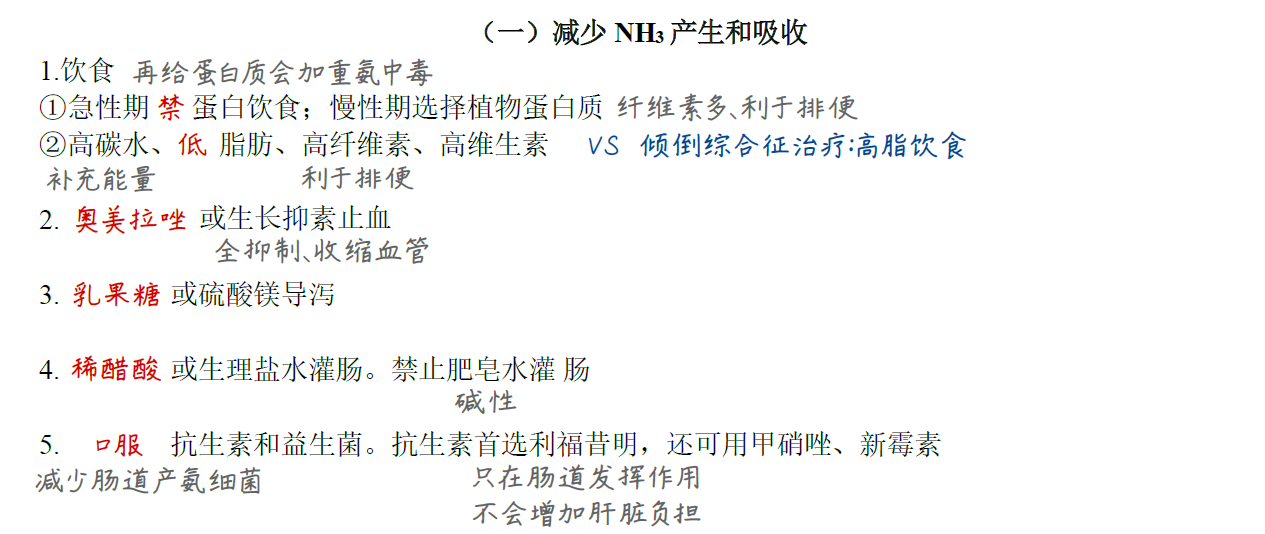 （一）减少 NH₃ 产生和吸收
1.饮食 再给蛋白质会加重氨中毒
①急性期 禁 蛋白饮食；慢性期选择植物蛋白质 纤维素多、利于排便
②高碳水、低 脂肪、高纤维素、高维生素 VS 倾倒综合征治疗:高脂饮食
补充能量 利于排便
2. 奥美拉唑 或生长抑素止血
全抑制、收缩血管
3. 乳果糖 或硫酸镁导泻
4. 稀醋酸 或生理盐水灌肠。禁止肥皂水灌 肠
碱性
5. 口服 抗生素和益生菌。抗生素首选利福昔明，还可用甲硝唑、新霉素
减少肠道产氨细菌 只在肠道发挥作用
不会增加肝脏负担